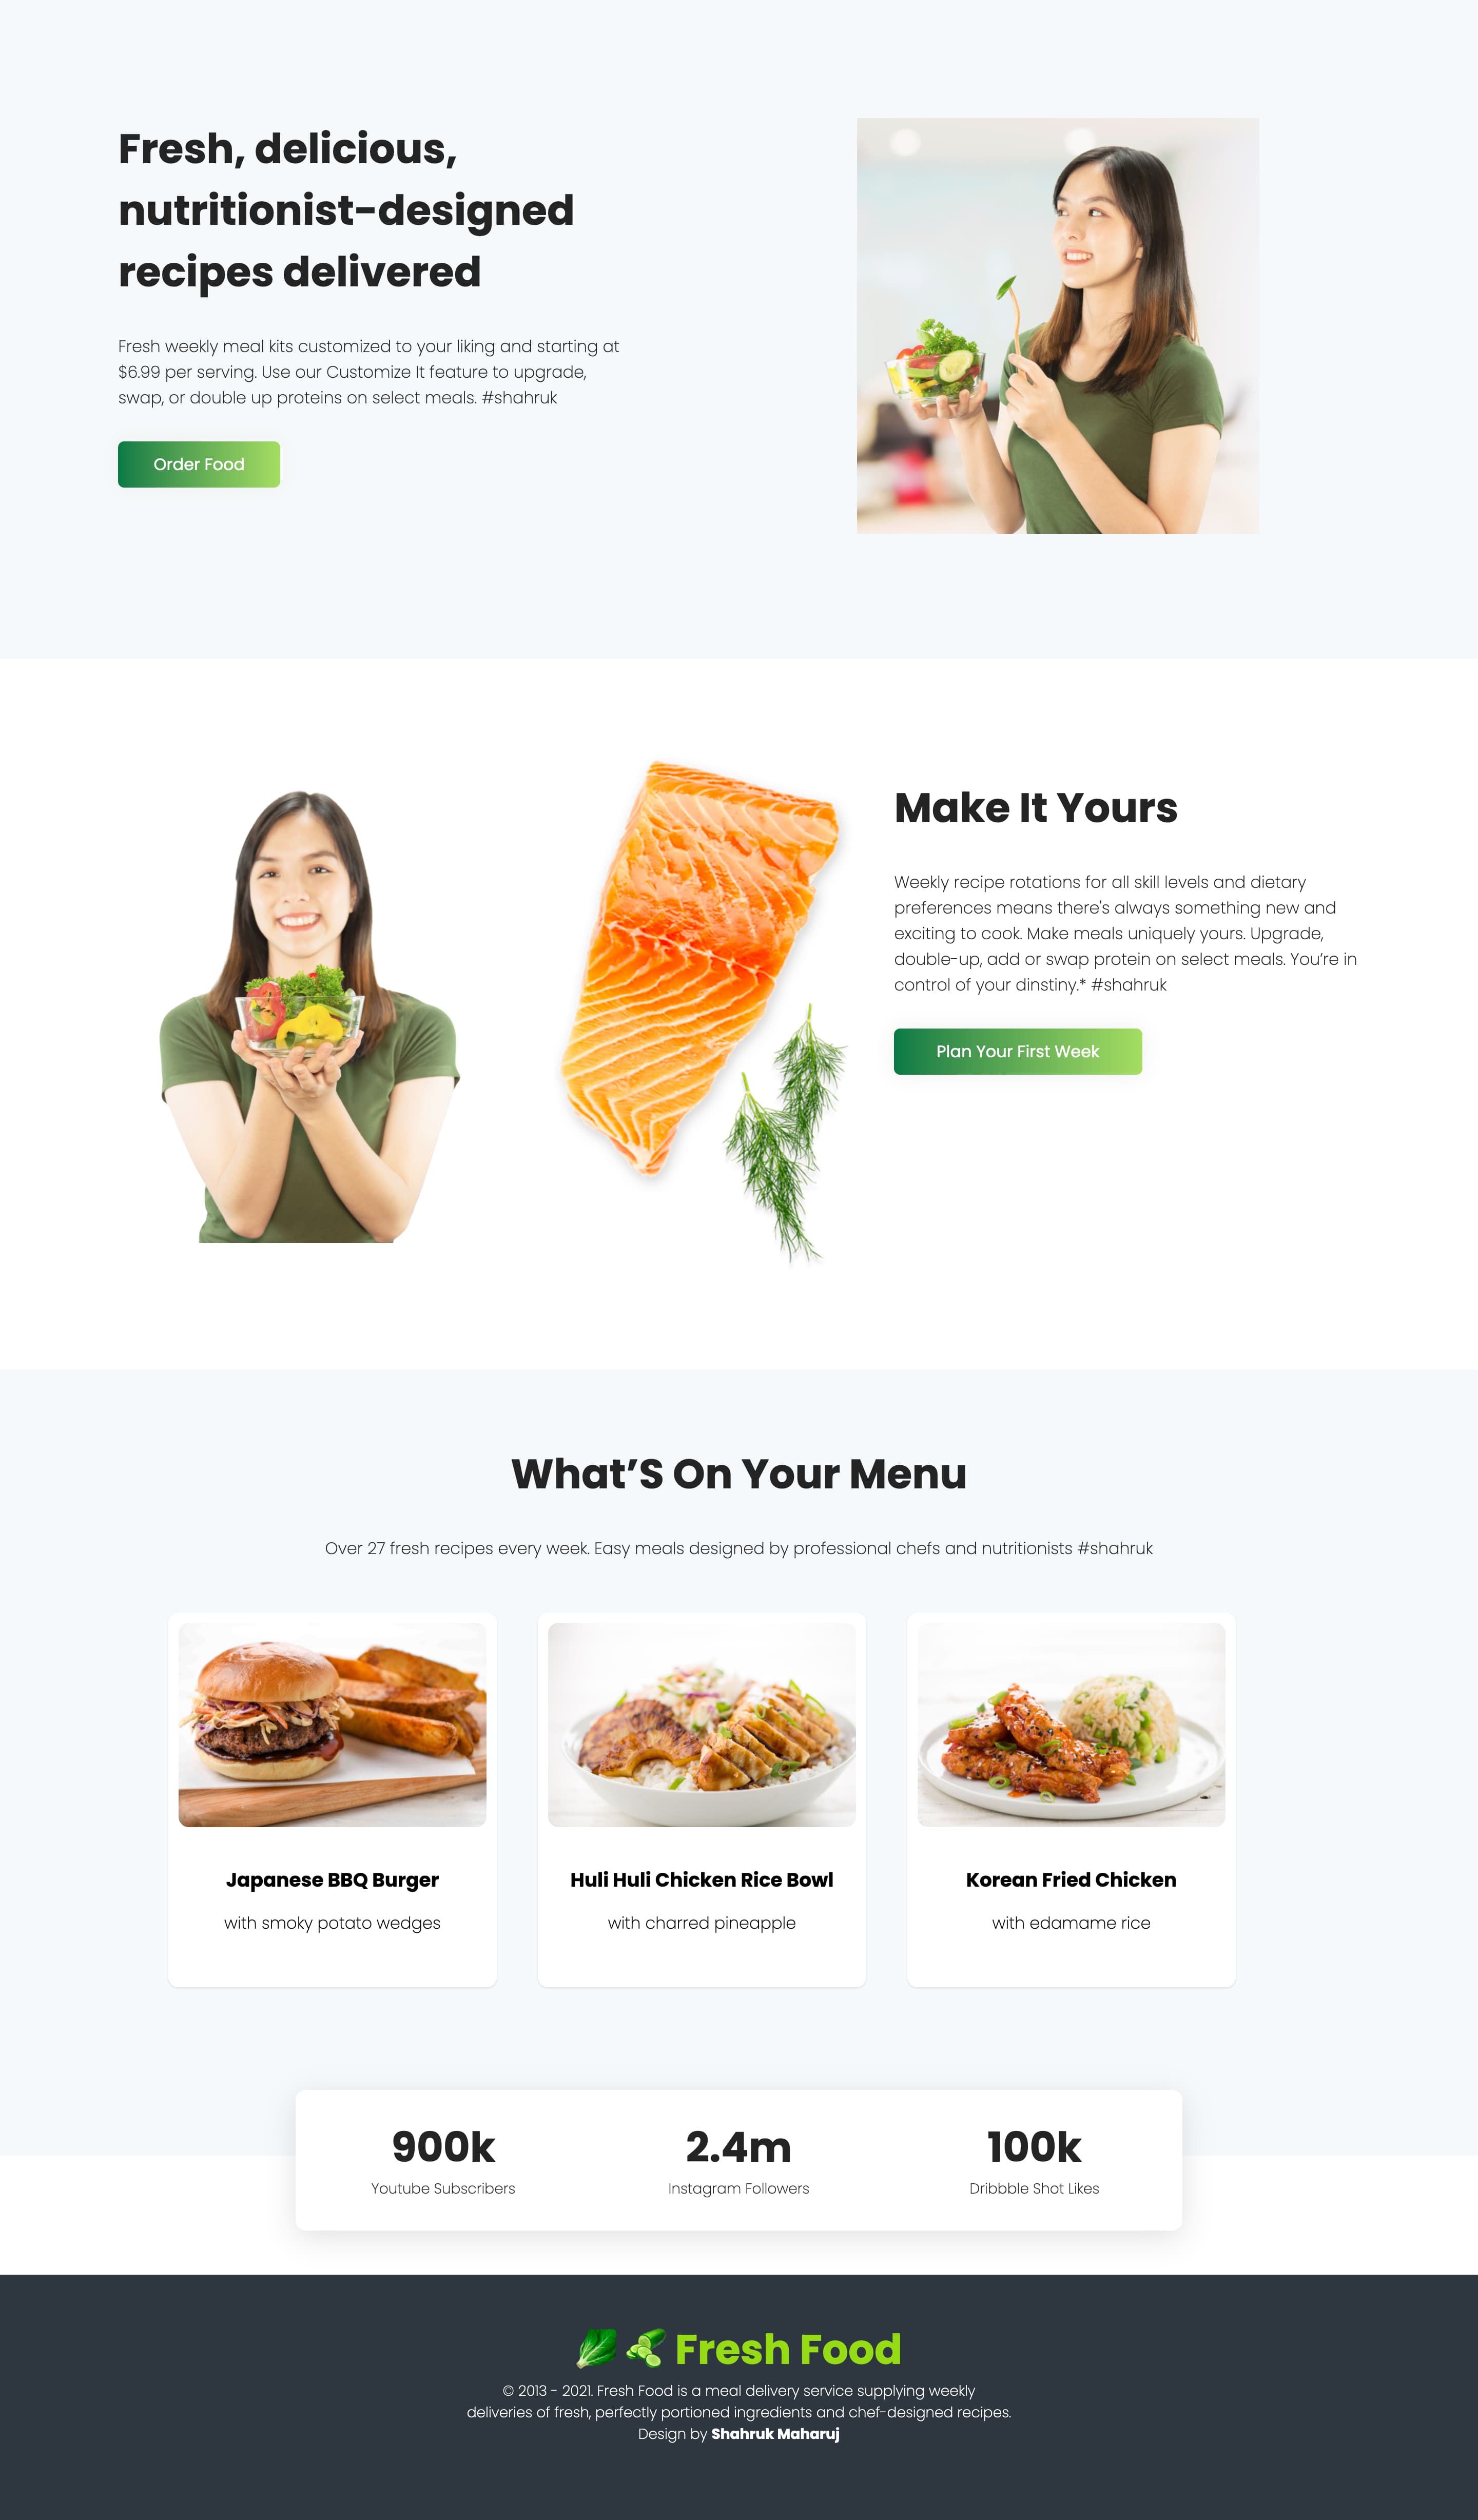 Fresh, delicious,
nutritionist-designed
recipes delivered
Fresh weekly meal kits customized to your liking and starting at
$6.99 per serving. Use our Customize It feature to upgrade,
swap, or double up proteins on select meals. #shahruk
Order Food
Make It Yours
Weekly recipe rotations for all skill levels and dietary
preferences means there's always something new and
exciting to cook. Make meals uniquely yours. Upgrade,
double-up, add or swap protein on select meals. You’re in
control of your dinstiny.* #shahruk
Plan Your First Week
What’S On Your Menu
Over 27 fresh recipes every week. Easy meals designed by professional chefs and nutritionists #shahruk
Japanese BBQ Burger
with smoky potato wedges
Huli Huli Chicken Rice Bowl
with charred pineapple
Korean Fried Chicken
with edamame rice
900k
Youtube Subscribers
2.4m
Instagram Followers
100k
Dribbble Shot Likes
🥬 🥒 Fresh Food
© 2013 - 2021. Fresh Food is a meal delivery service supplying weekly
deliveries of fresh, perfectly portioned ingredients and chef-designed recipes.
Design by Shahruk Maharuj